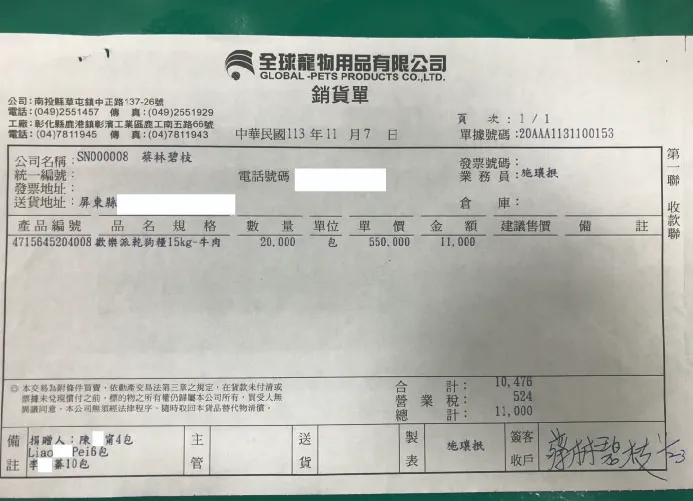 全球寵物用品有限公司
GLOBAL -PETS PRODUCTS CO.,LTD.
銷貨單
公司：南投縣草屯鎮中正路137-26號
電話：(049)2551457 傳 真：(049)2551929
工廠：彰化縣鹿港鎮彰濱工業區鹿工南五路66號
電話：(04)7811945 傳 真：(04)7811943
中華民國 113 年 11 月 7 日
頁 次：1 / 1
單據號碼：20AAA1131100153
公司名稱：SN000008 蔡林碧枝
統一編號：
發票地址：
送貨地址：屏東縣
電話號碼
發票號碼：
業務員：施瓖抿
倉 庫：
第一聯 收款聯
產品編號 品名規格 數量 單位 單價 金額 建議售價 備註
4715645204008 歡樂派乾狗糧15kg-牛肉 20.000 包 550.000 11,000
◎ 本交易為附條件買賣，依動產交易法第三章之規定，在貨款未付清或
票據未兌現償付之前，標的物之所有權仍歸屬本公司所有，買受人無
異議同意，本公司無須經法律程序，隨時取回本貨品替代物清償。
合 計：10,476
營 業 稅：524
總 計：11,000
備註
捐贈人：陳 甯4包
Liao Pei6包
李 蓁10包
主管
送貨
製表
施瓖抿
簽客收戶
蔡林碧枝